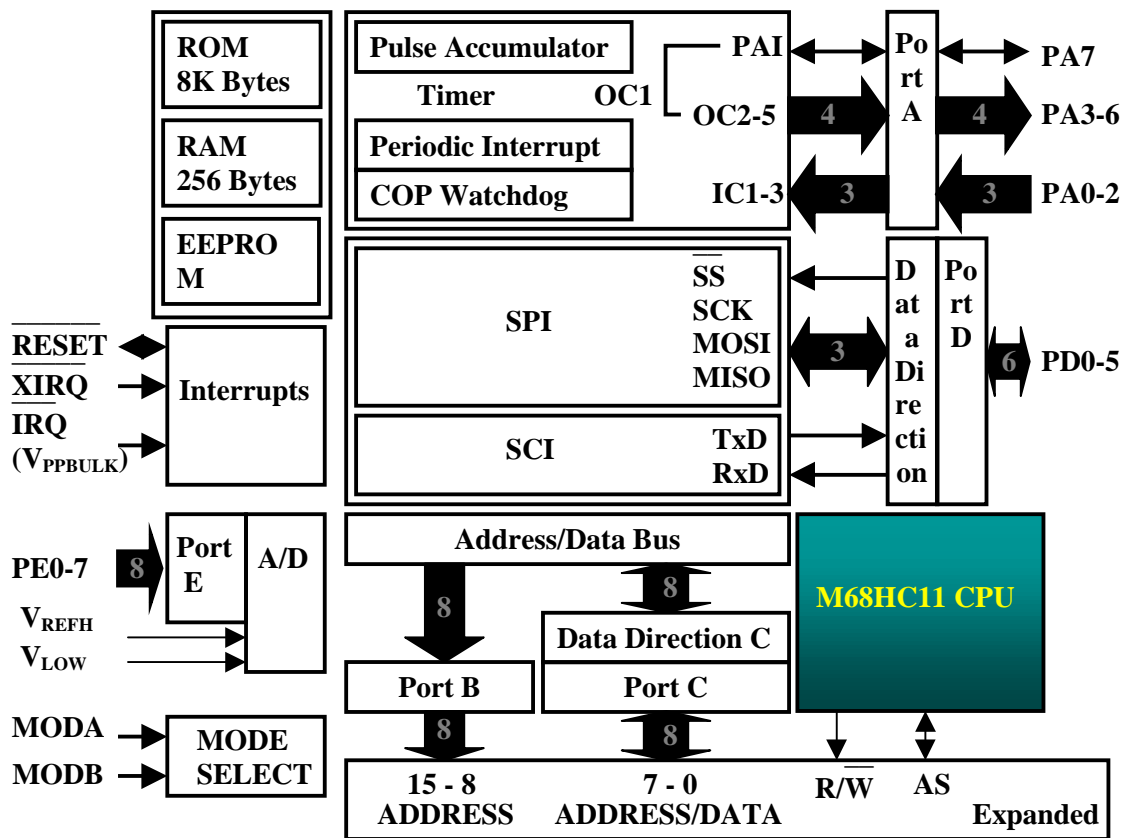 ROM
8K Bytes
RAM
256 Bytes
EEPRO
M
Pulse Accumulator
Timer
OC1
Periodic Interrupt
COP Watchdog
PAI
OC2-5
IC1-3
4
3
Po
rt
A
4
3
PA7
PA3-6
PA0-2
SPI
SS
SCK
MOSI
MISO
3
SCI
TxD
RxD
D
at
a
Di
re
cti
on
Po
rt
D
6
PD0-5
RESET
XIRQ
IRQ
(VPPBULK)
Interrupts
PE0-7
8
Port
E
A/D
VREFH
VLOW
MODA
MODB
MODE
SELECT
Address/Data Bus
8
8
Data Direction C
Port B
Port C
8
8
M68HC11 CPU
15 - 8
ADDRESS
7 - 0
ADDRESS/DATA
R/W
AS
Expanded